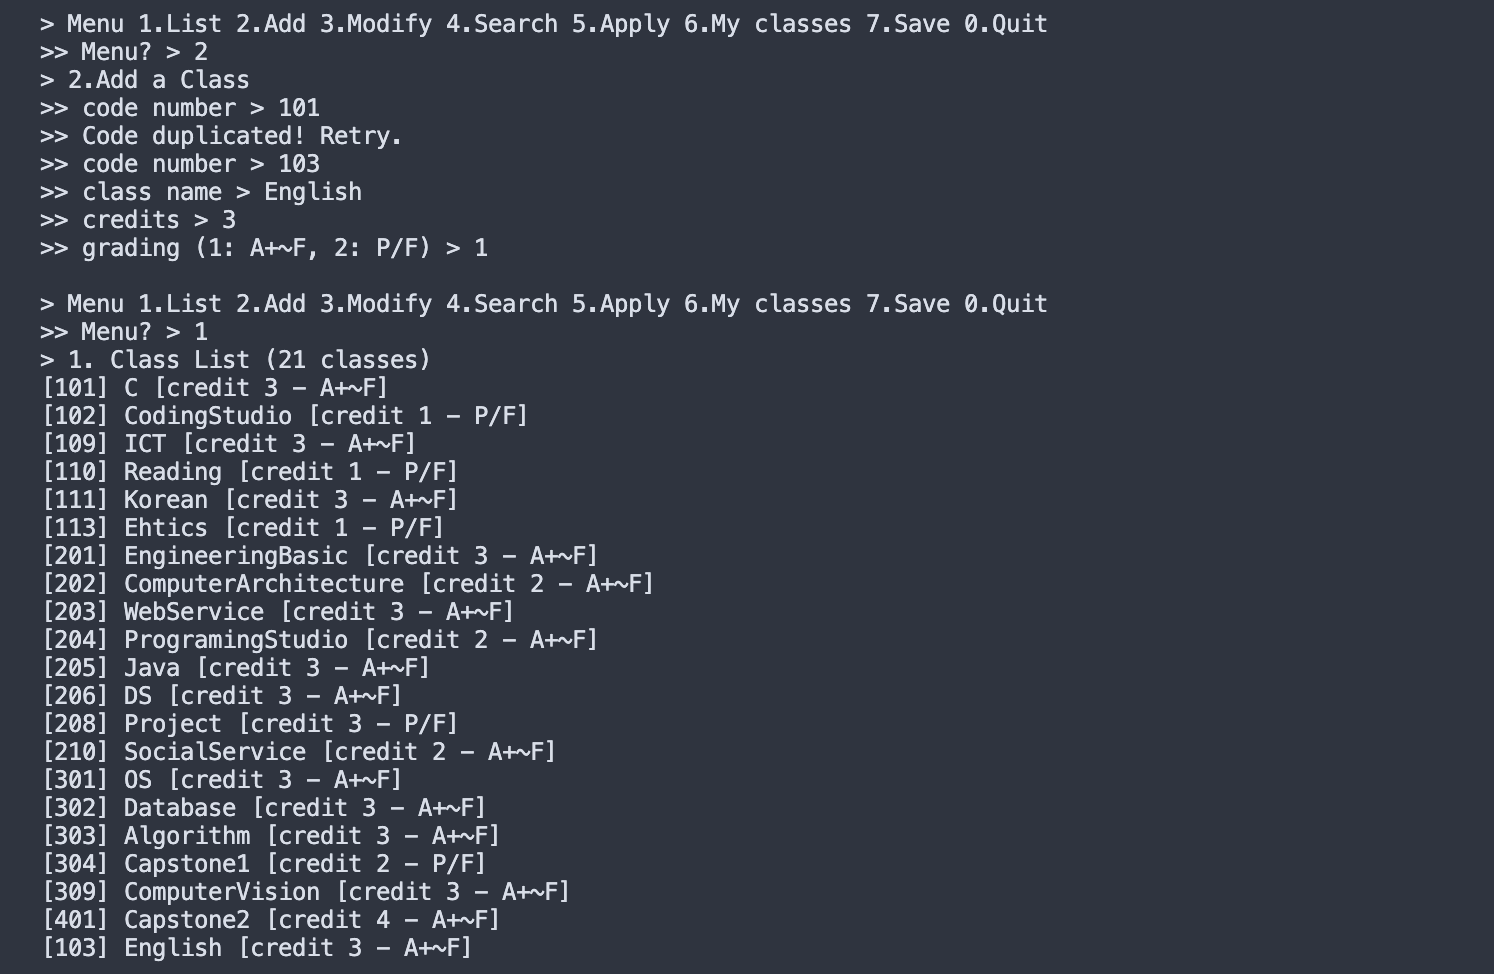 > Menu 1.List 2.Add 3.Modify 4.Search 5.Apply 6.My classes 7.Save 0.Quit
>> Menu? > 2
> 2.Add a Class
>> code number > 101
>> Code duplicated! Retry.
>> code number > 103
>> class name > English
>> credits > 3
>> grading (1: A+~F, 2: P/F) > 1

> Menu 1.List 2.Add 3.Modify 4.Search 5.Apply 6.My classes 7.Save 0.Quit
>> Menu? > 1
> 1. Class List (21 classes)
[101] C [credit 3 - A+~F]
[102] CodingStudio [credit 1 - P/F]
[109] ICT [credit 3 - A+~F]
[110] Reading [credit 1 - P/F]
[111] Korean [credit 3 - A+~F]
[113] Ehtics [credit 1 - P/F]
[201] EngineeringBasic [credit 3 - A+~F]
[202] ComputerArchitecture [credit 2 - A+~F]
[203] WebService [credit 3 - A+~F]
[204] ProgramingStudio [credit 2 - A+~F]
[205] Java [credit 3 - A+~F]
[206] DS [credit 3 - A+~F]
[208] Project [credit 3 - P/F]
[210] SocialService [credit 2 - A+~F]
[301] OS [credit 3 - A+~F]
[302] Database [credit 3 - A+~F]
[303] Algorithm [credit 3 - A+~F]
[304] Capstone1 [credit 2 - P/F]
[309] ComputerVision [credit 3 - A+~F]
[401] Capstone2 [credit 4 - A+~F]
[103] English [credit 3 - A+~F]